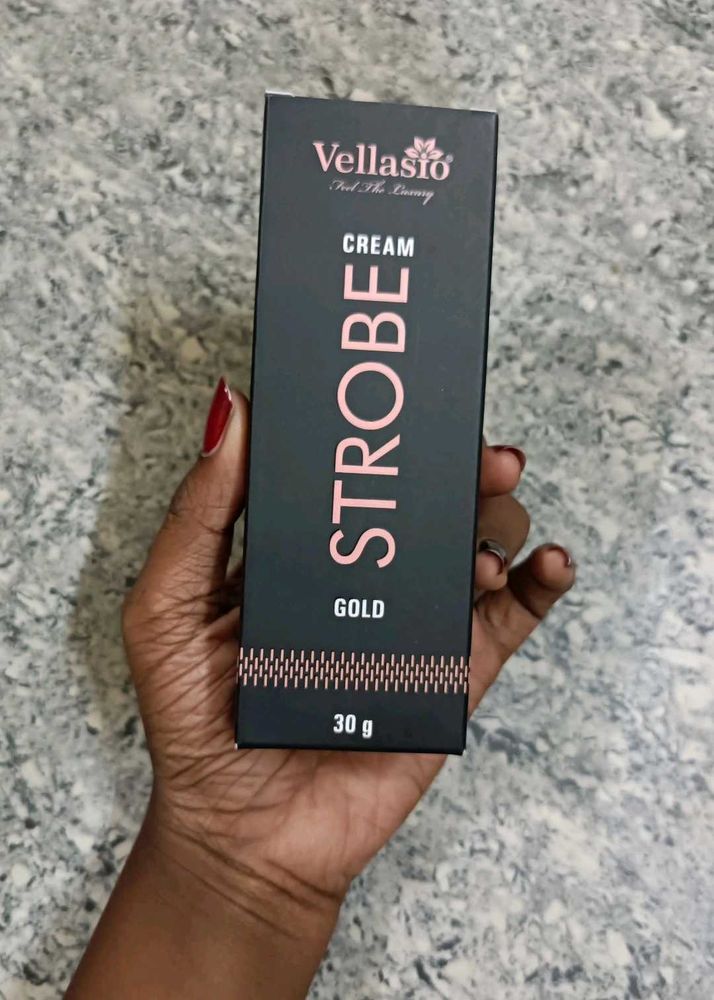 Vellasio®
Feel The Luxury
CREAM
STROBE
GOLD
30 g